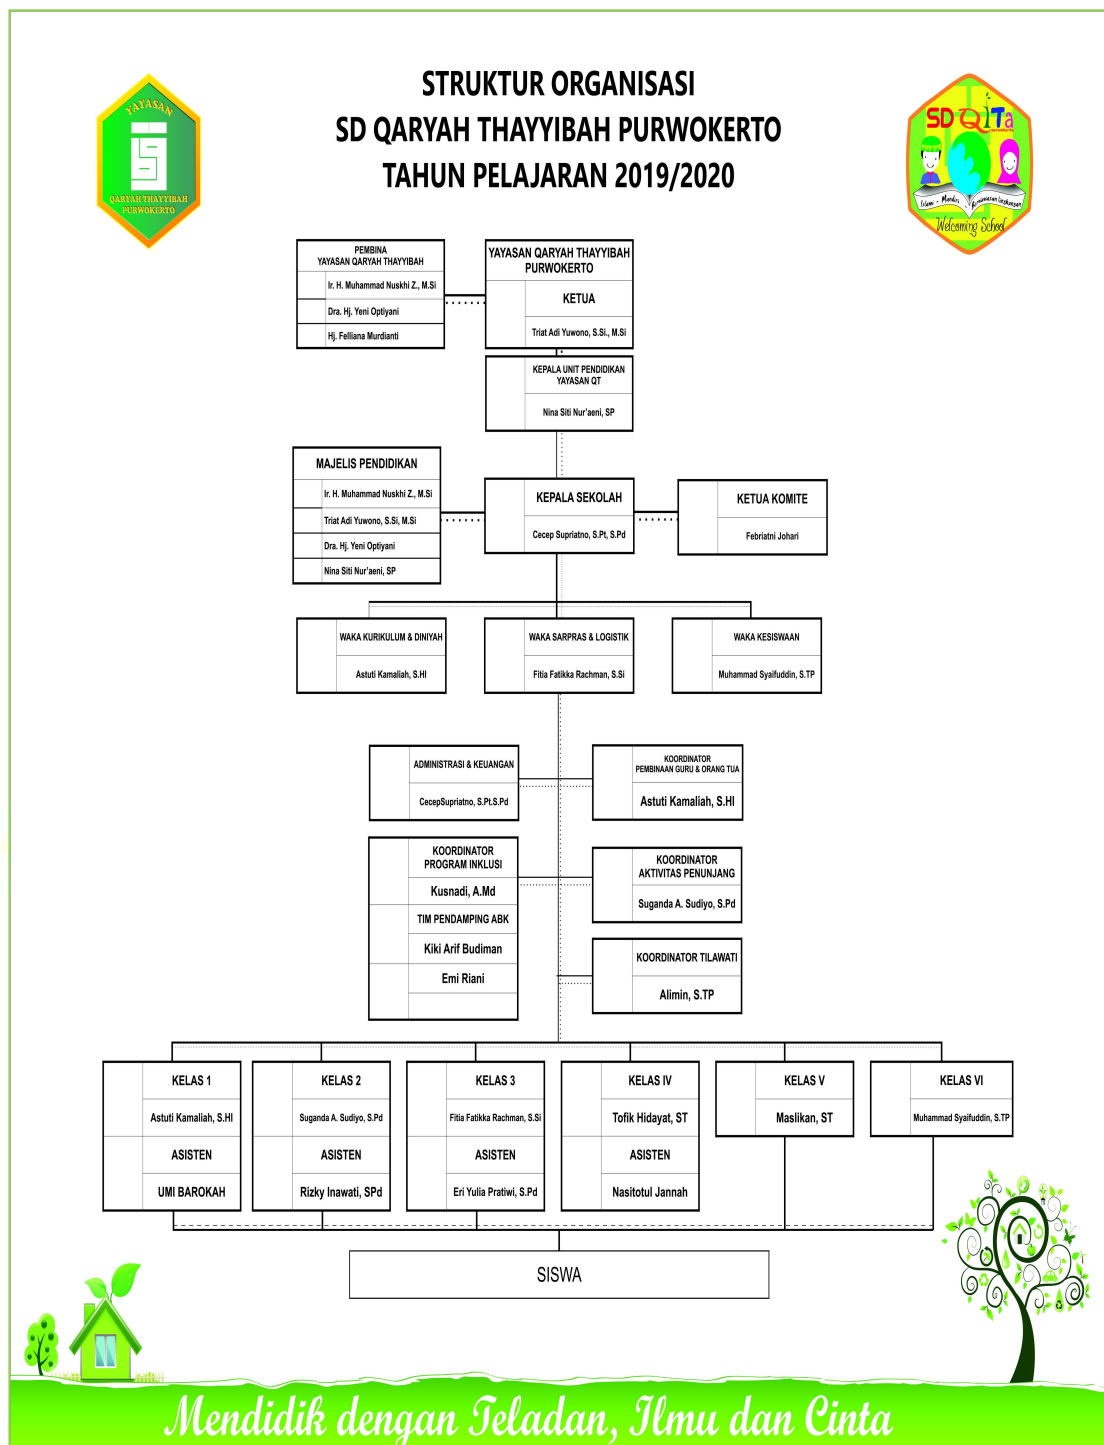 STRUKTUR ORGANISASI
SD QARYAH THAYYIBAH PURWOKERTO
TAHUN PELAJARAN 2019/2020
YAYASAN
QARYAH THAYYIBAH
PURWOKERTO
SD QITa
purwokerto
Islami - Mandiri
Berwawasan Lingkungan
Welcoming School
PEMBINA
YAYASAN QARYAH THAYYIBAH
Ir. H. Muhammad Nuskhi Z., M.Si
Dra. Hj. Yeni Optiyani
Hj. Felliana Murdianti
YAYASAN QARYAH THAYYIBAH
PURWOKERTO
KETUA
Triat Adi Yuwono, S.Si., M.Si
KEPALA UNIT PENDIDIKAN
YAYASAN QT
Nina Siti Nur'aeni, SP
MAJELIS PENDIDIKAN
Ir. H. Muhammad Nuskhi Z., M.Si
Triat Adi Yuwono, S.Si, M.Si
Dra. Hj. Yeni Optiyani
Nina Siti Nur'aeni, SP
KEPALA SEKOLAH
Cecep Supriatno, S.Pt, S.Pd
KETUA KOMITE
Febriatni Johari
WAKA KURIKULUM & DINIYAH
Astuti Kamaliah, S.HI
WAKA SARPRAS & LOGISTIK
Fitia Fatikka Rachman, S.Si
WAKA KESISWAAN
Muhammad Syaifuddin, S.TP
ADMINISTRASI & KEUANGAN
CecepSupriatno, S.Pt.S.Pd
KOORDINATOR
PEMBINAAN GURU & ORANG TUA
Astuti Kamaliah, S.HI
KOORDINATOR
PROGRAM INKLUSI
Kusnadi, A.Md
TIM PENDAMPING ABK
Kiki Arif Budiman
Emi Riani
KOORDINATOR
AKTIVITAS PENUNJANG
Suganda A. Sudiyo, S.Pd
KOORDINATOR TILAWATI
Alimin, S.TP
KELAS 1
Astuti Kamaliah, S.HI
ASISTEN
UMI BAROKAH
KELAS 2
Suganda A. Sudiyo, S.Pd
ASISTEN
Rizky Inawati, SPd
KELAS 3
Fitia Fatikka Rachman, S.Si
ASISTEN
Eri Yulia Pratiwi, S.Pd
KELAS IV
Tofik Hidayat, ST
ASISTEN
Nasitotul Jannah
KELAS V
Maslikan, ST
KELAS VI
Muhammad Syaifuddin, S.TP
SISWA
Mendidik dengan Teladan, Ilmu dan Cinta